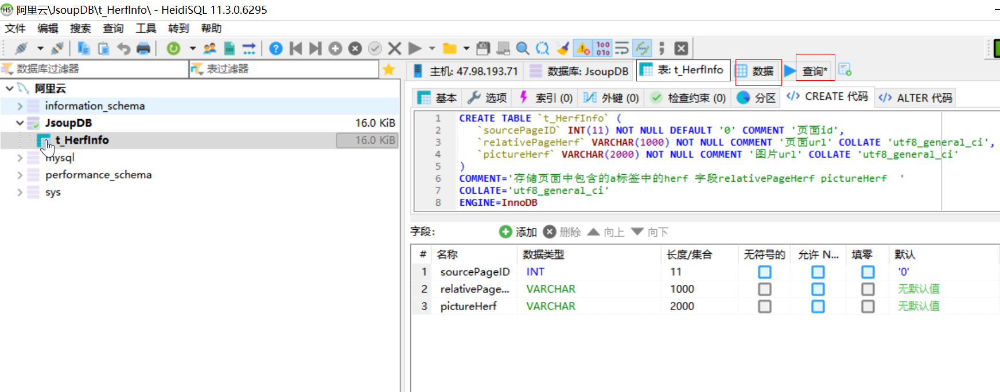 阿里云\JsoupDB\t_HerfInfo\ - HeidiSQL 11.3.0.6295
文件 编辑 搜索 查询 工具 转到 帮助
数据库过滤器 表过滤器
阿里云
information_schema
JsoupDB 16.0 KiB
t_HerfInfo 16.0 KiB
mysql
performance_schema
sys
主机: 47.98.193.71 数据库: JsoupDB 表: t_HerfInfo 数据 查询*
基本 选项 索引 (0) 外键 (0) 检查约束 (0) 分区 </> CREATE 代码 </> ALTER 代码
1 CREATE TABLE `t_HerfInfo` (
2 `sourcePageID` INT(11) NOT NULL DEFAULT '0' COMMENT '页面id',
3 `relativePageHerf` VARCHAR(1000) NOT NULL COMMENT '页面url' COLLATE 'utf8_general_ci',
4 `pictureHerf` VARCHAR(2000) NOT NULL COMMENT '图片url' COLLATE 'utf8_general_ci'
5 )
6 COMMENT='存储页面中包含的a标签中的herf 字段relativePageHerf pictureHerf  '
7 COLLATE='utf8_general_ci'
8 ENGINE=InnoDB
字段: 添加 删除 向上 向下
# 名称 数据类型 长度/集合 无符号的 允许 N... 填零 默认
1 sourcePageID INT 11 '0'
2 relativePage... VARCHAR 1000 无默认值
3 pictureHerf VARCHAR 2000 无默认值